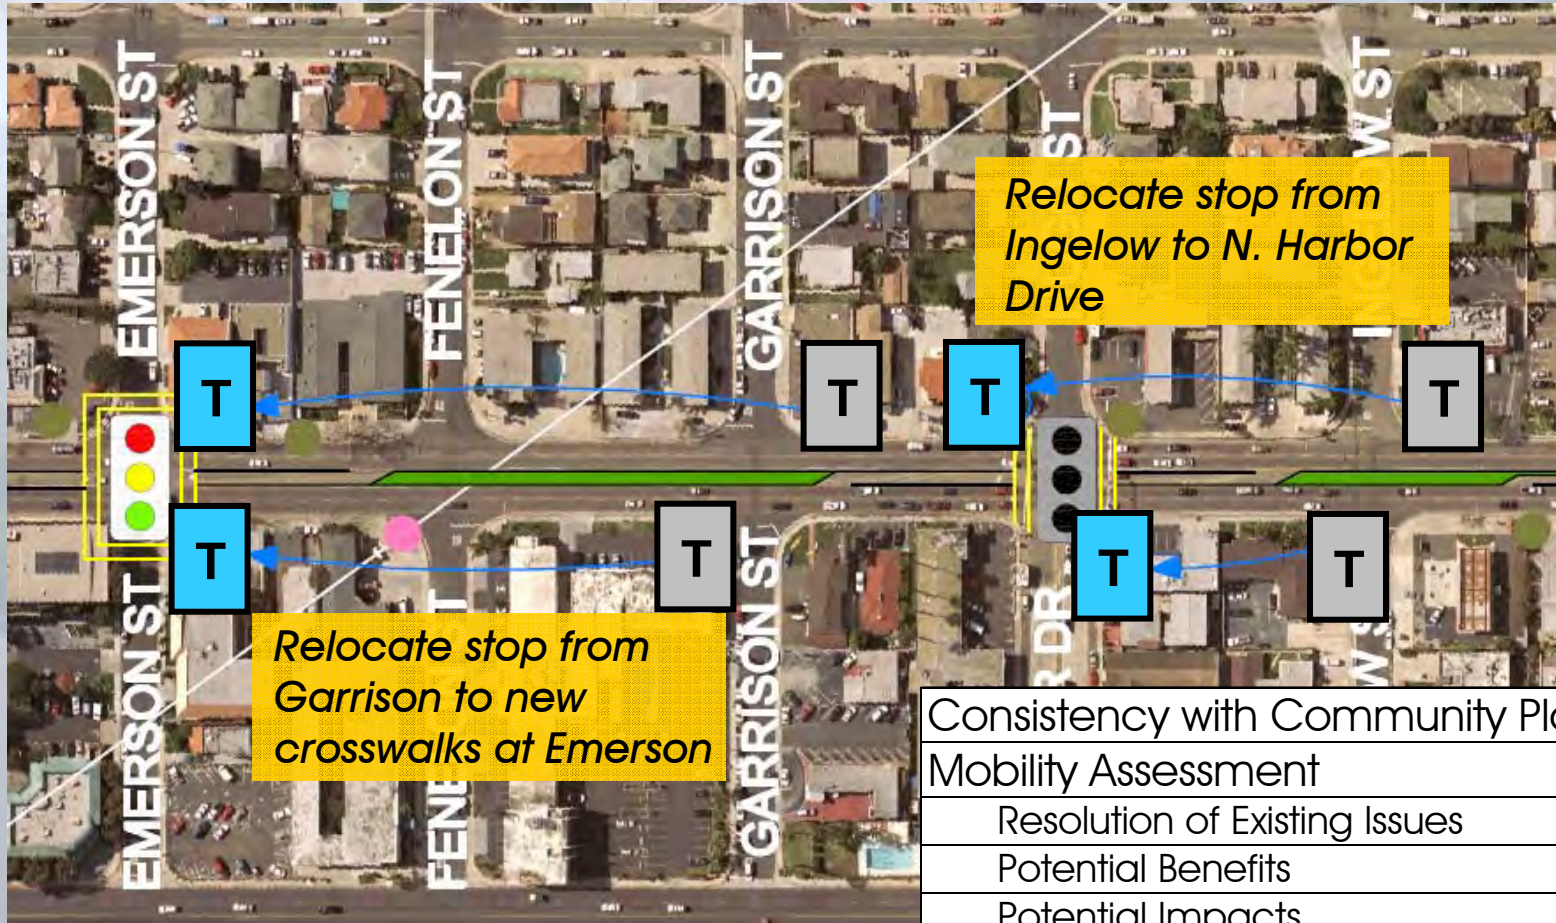 EMERSON ST
FENELON ST
GARRISON ST
ST
Relocate stop from
Ingelow to N. Harbor
Drive
T
T
T
T
T
T
T
T
Relocate stop from
Garrison to new
crosswalks at Emerson
EMERSON ST
GARRISON ST
DR
Consistency with Community
Mobility Assessment
Resolution of Existing Issues
Potential Benefits
Potential Impacts